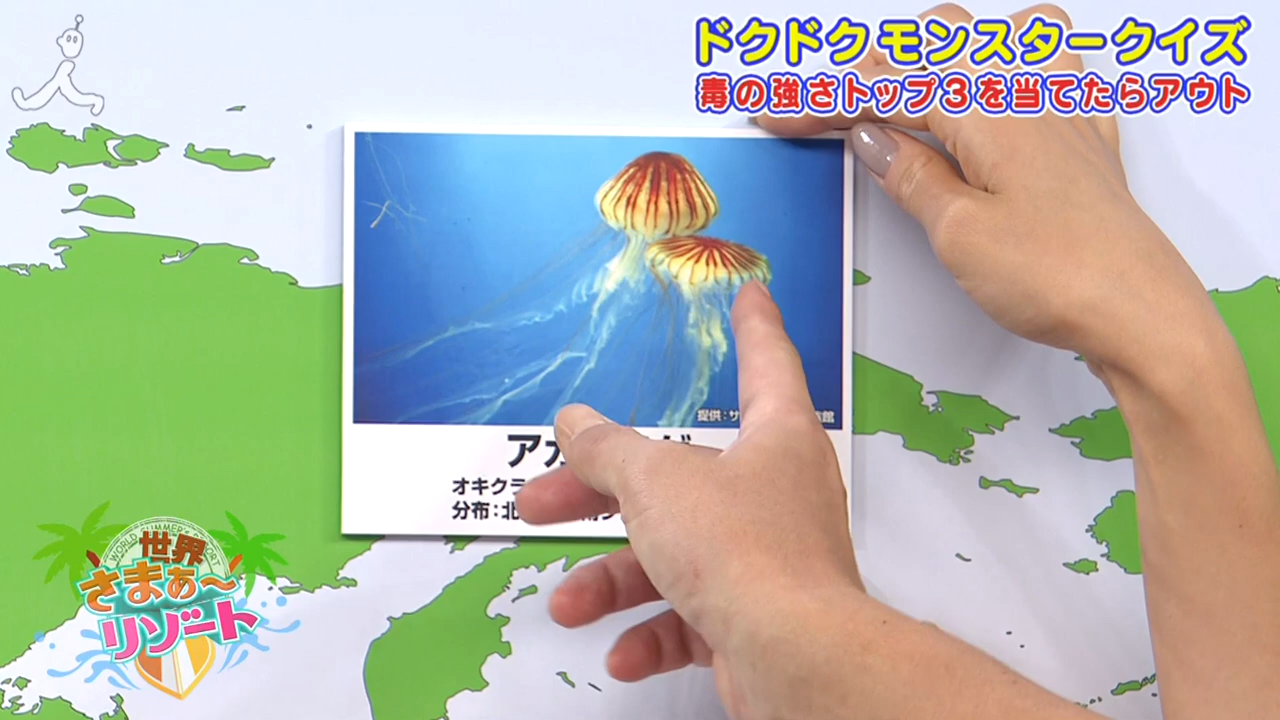 ドクドクモンスタークイズ
毒の強さトップ3を当てたらアウト
提供:サ
館
オキクラ
分布:北
WORLD SUMMER'S RESORT
世界
さまぁ～
リゾート